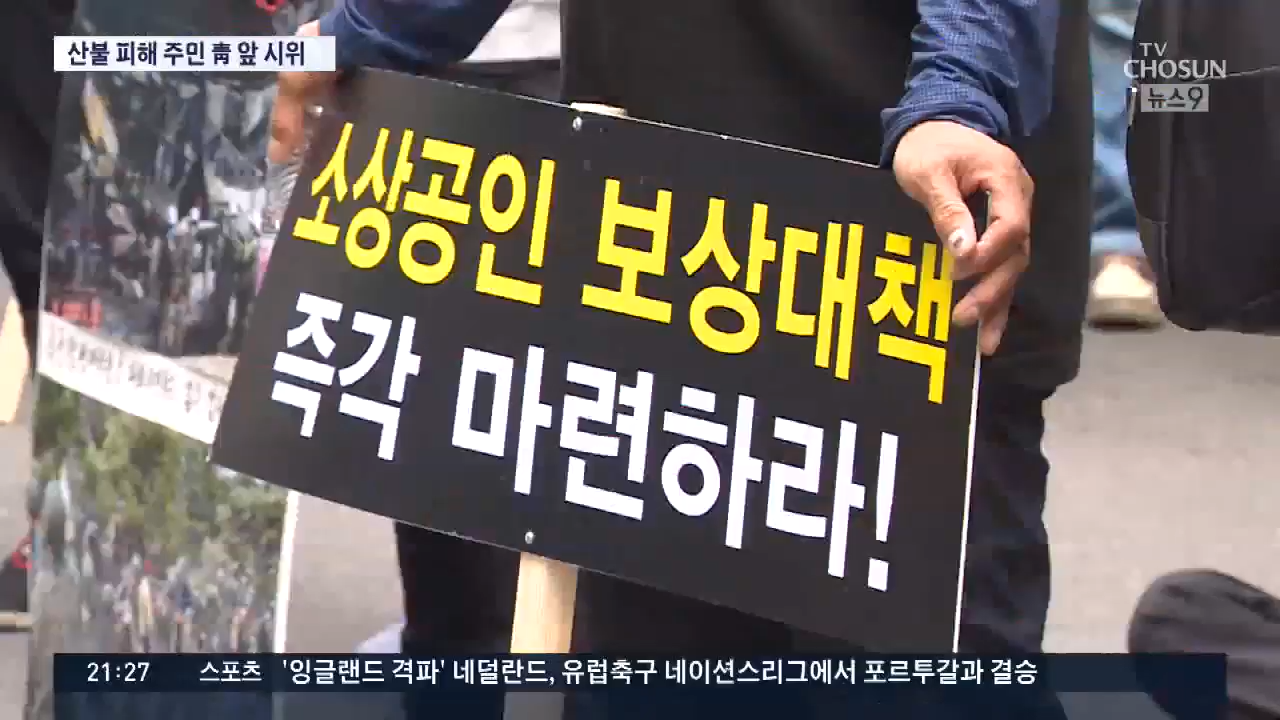 산불 피해 주민 靑 앞 시위
TV
CHOSUN
뉴스9
소상공인 보상대책
즉각 마련하라!
21:27 스포츠 '잉글랜드 격파' 네덜란드, 유럽축구 네이션스리그에서 포르투갈과 결승